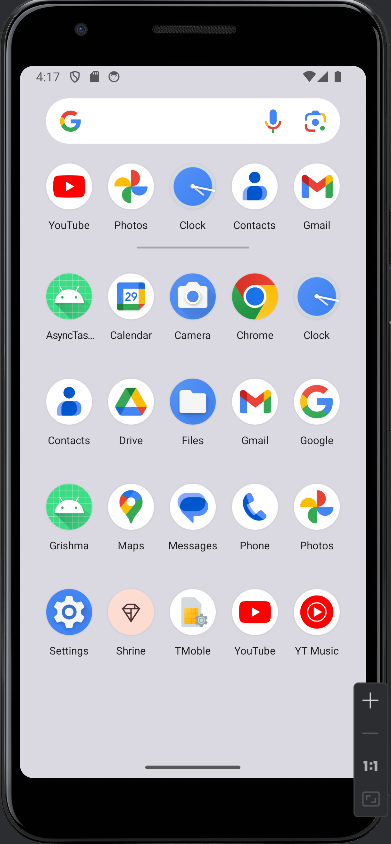 4:17
YouTube Photos Clock Contacts Gmail
AsyncTas... Calendar Camera Chrome Clock
29
Contacts Drive Files Gmail Google
Grishma Maps Messages Phone Photos
Settings Shrine TMoble YouTube YT Music
1:1